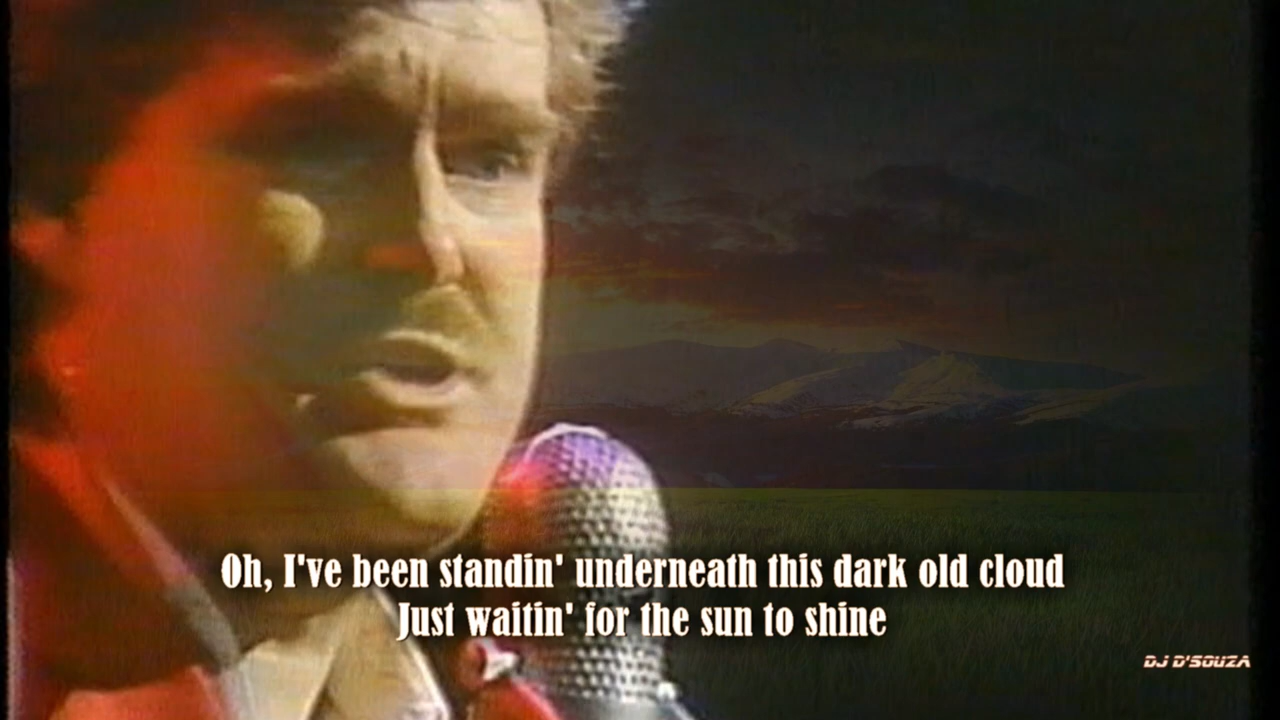 Oh, I've been standin' underneath this dark old cloud
Just waitin' for the sun to shine
DJ D'SOUZA